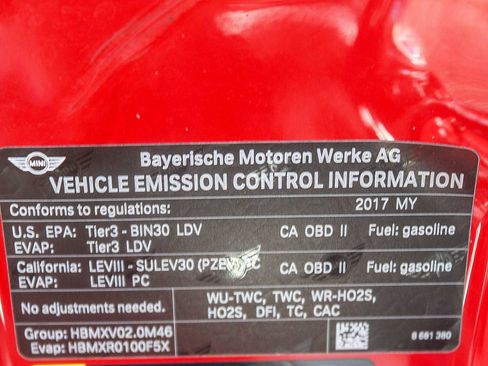 MINI
Bayerische Motoren Werke AG
VEHICLE EMISSION CONTROL INFORMATION
Conforms to regulations: 2017 MY
U.S. EPA: Tier3 - BIN30 LDV CA OBD II Fuel: gasoline
EVAP: Tier3 LDV
California: LEVIII - SULEV30 (PZEV) PC CA OBD II Fuel: gasoline
EVAP: LEVIII PC
No adjustments needed. WU-TWC, TWC, WR-HO2S,
HO2S, DFI, TC, CAC
Group: HBMXV02.0M46
Evap: HBMXR0100F5X 8 661 360